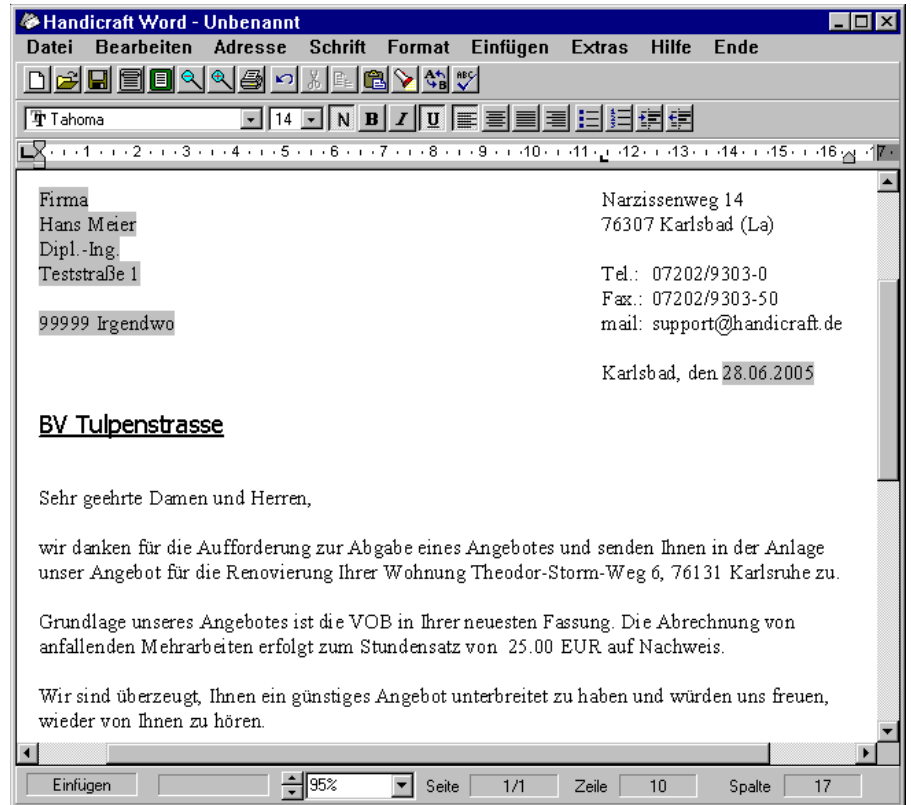 Handicraft Word - Unbenannt
Datei Bearbeiten Adresse Schrift Format Einfügen Extras Hilfe Ende
Tahoma 14 N B I U
1 2 3 4 5 6 7 8 9 10 11 12 13 14 15 16 17
Firma
Hans Meier
Dipl.-Ing.
Teststraße 1
99999 Irgendwo
Narzissenweg 14
76307 Karlsbad (La)
Tel.: 07202/9303-0
Fax.: 07202/9303-50
mail: support@handicraft.de
Karlsbad, den 28.06.2005
BV Tulpenstrasse
Sehr geehrte Damen und Herren,
wir danken für die Aufforderung zur Abgabe eines Angebotes und senden Ihnen in der Anlage
unser Angebot für die Renovierung Ihrer Wohnung Theodor-Storm-Weg 6, 76131 Karlsruhe zu.
Grundlage unseres Angebotes ist die VOB in Ihrer neuesten Fassung. Die Abrechnung von
anfallenden Mehrarbeiten erfolgt zum Stundensatz von 25.00 EUR auf Nachweis.
Wir sind überzeugt, Ihnen ein günstiges Angebot unterbreitet zu haben und würden uns freuen,
wieder von Ihnen zu hören.
Einfügen 95% Seite 1/1 Zeile 10 Spalte 17